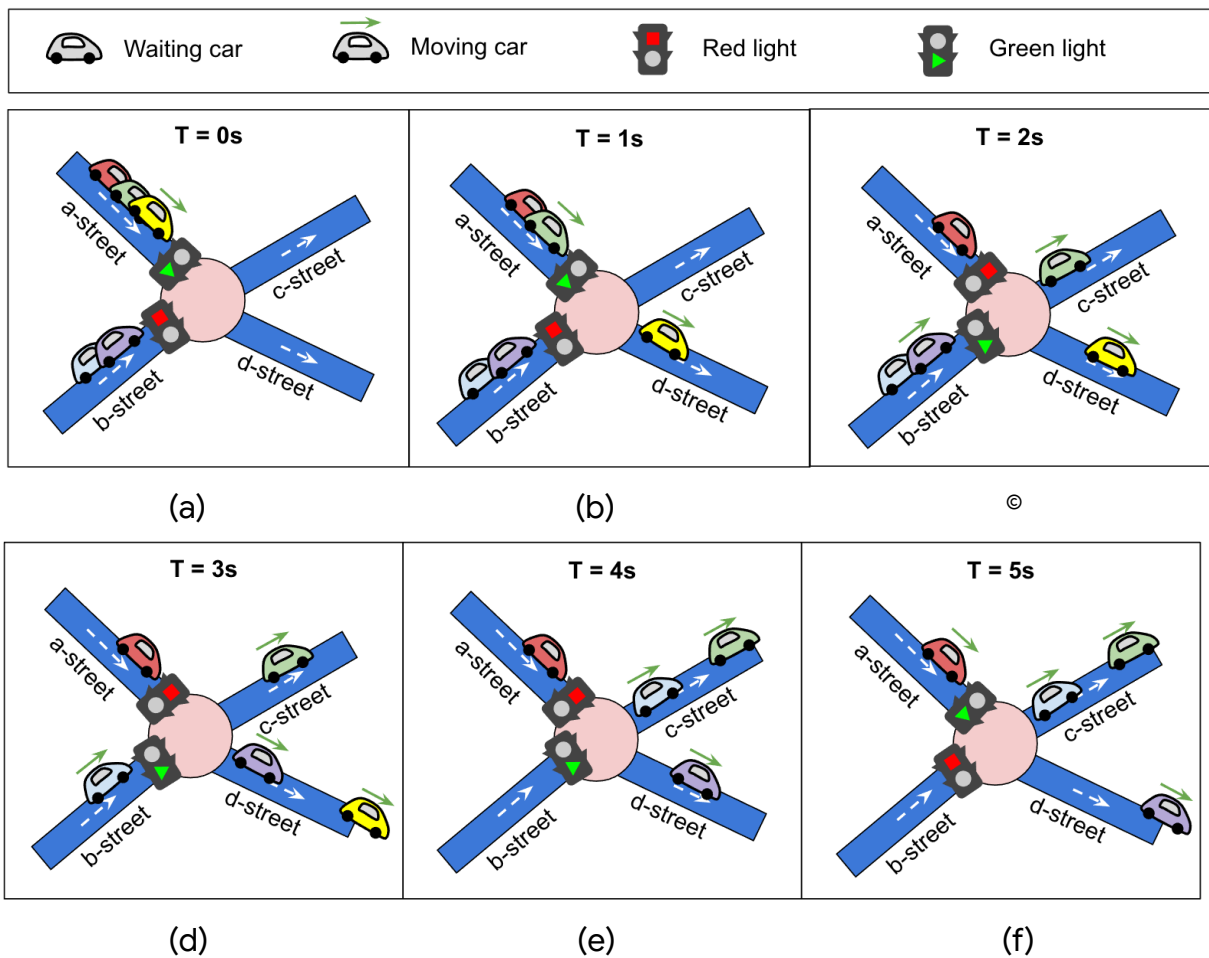 Waiting car
Moving car
Red light
Green light
T = 0s
a-street
b-street
c-street
d-street
T = 1s
a-street
b-street
c-street
d-street
T = 2s
a-street
b-street
c-street
d-street
(a)
(b)
©
T = 3s
a-street
b-street
c-street
d-street
T = 4s
a-street
b-street
c-street
d-street
T = 5s
a-street
b-street
c-street
d-street
(d)
(e)
(f)